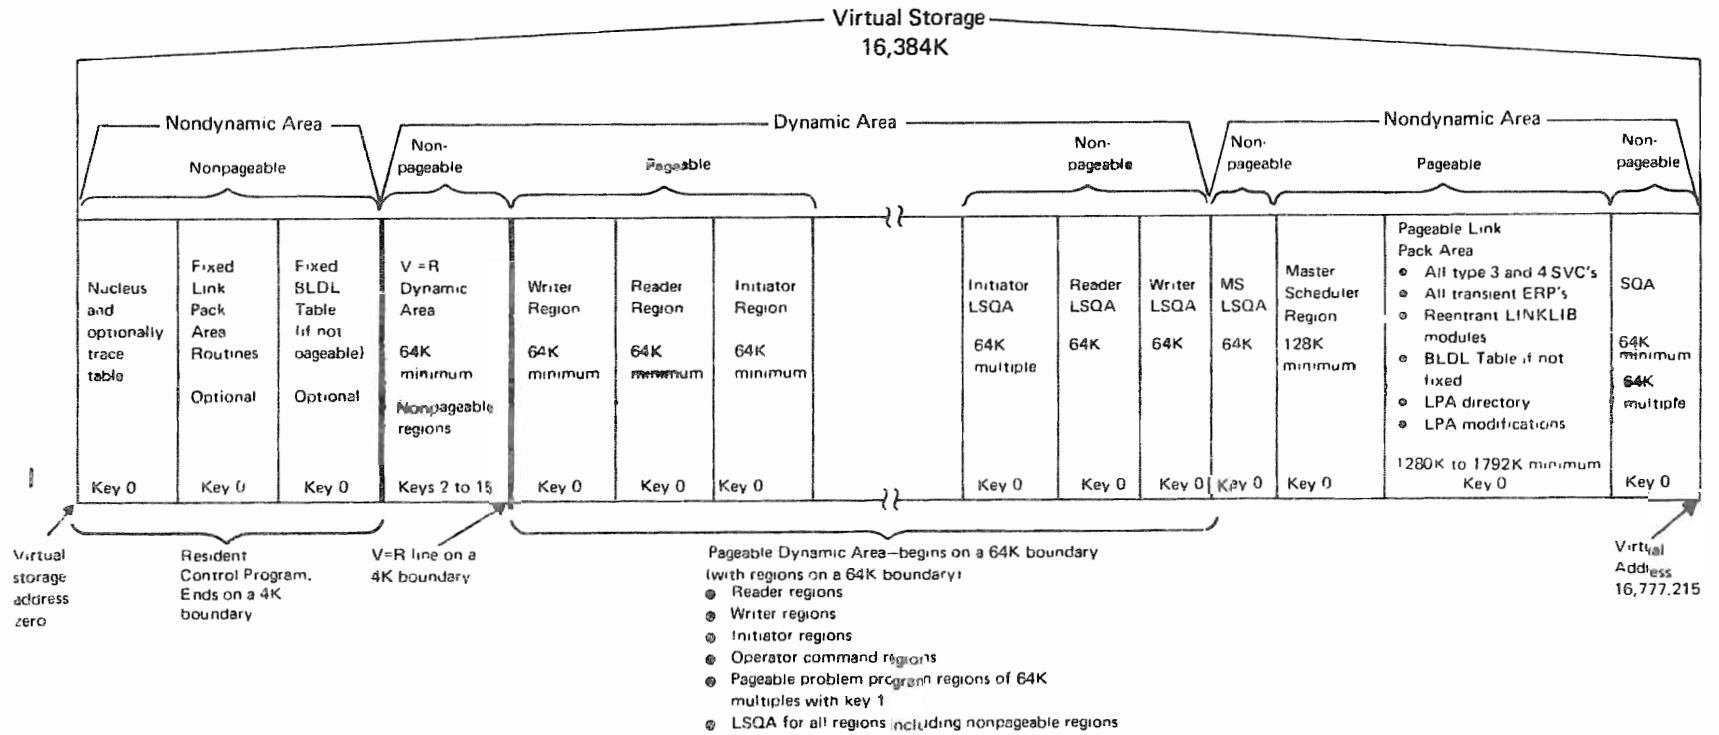 Virtual Storage
16,384K
Nondynamic Area
Dynamic Area
Nondynamic Area
Nonpageable
Non-
pageable
Pageable
Non-
pageable
Non-
pageable
Pageable
Non-
pageable
Nucleus
and
optionally
trace
table
Key 0
Fixed
Link
Pack
Area
Routines
Optional
Key 0
Fixed
BLDL
Table
(if not
pageable)
Optional
Key 0
V =R
Dynamic
Area
64K
minimum
Nonpageable
regions
Keys 2 to 15
Writer
Region
64K
minimum
Key 0
Reader
Region
64K
minimum
Key 0
Initiator
Region
64K
minimum
Key 0
Initiator
LSQA
64K
multiple
Key 0
Reader
LSQA
64K
Key 0
Writer
LSQA
64K
Key 0
MS
LSQA
64K
Key 0
Master
Scheduler
Region
128K
minimum
Key 0
Pageable Link
Pack Area
● All type 3 and 4 SVC's
● All transient ERP's
● Reentrant LINKLIB
modules
● BLDL Table if not
fixed
● LPA directory
● LPA modifications
1280K to 1792K minimum
Key 0
SQA
64K
minimum
64K
multiple
Key 0
Virtual
storage
address
zero
Resident
Control Program.
Ends on a 4K
boundary
V=R line on a
4K boundary
Pageable Dynamic Area—begins on a 64K boundary
(with regions on a 64K boundary)
● Reader regions
● Writer regions
● Initiator regions
● Operator command regions
● Pageable problem program regions of 64K
multiples with key 1
● LSQA for all regions including nonpageable regions
Virtual
Address
16,777,215